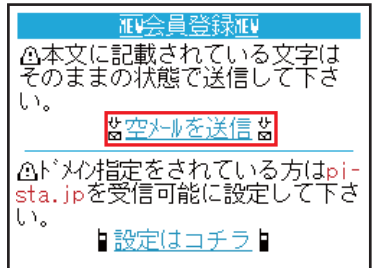 NEW会員登録NEW
本文に記載されている文字は
そのままの状態で送信して下さ
い。
空ﾒｰﾙを送信
ﾄﾞﾒｲﾝ指定をされている方はpi-
sta.jpを受信可能に設定して下さ
い。
設定はコチラ